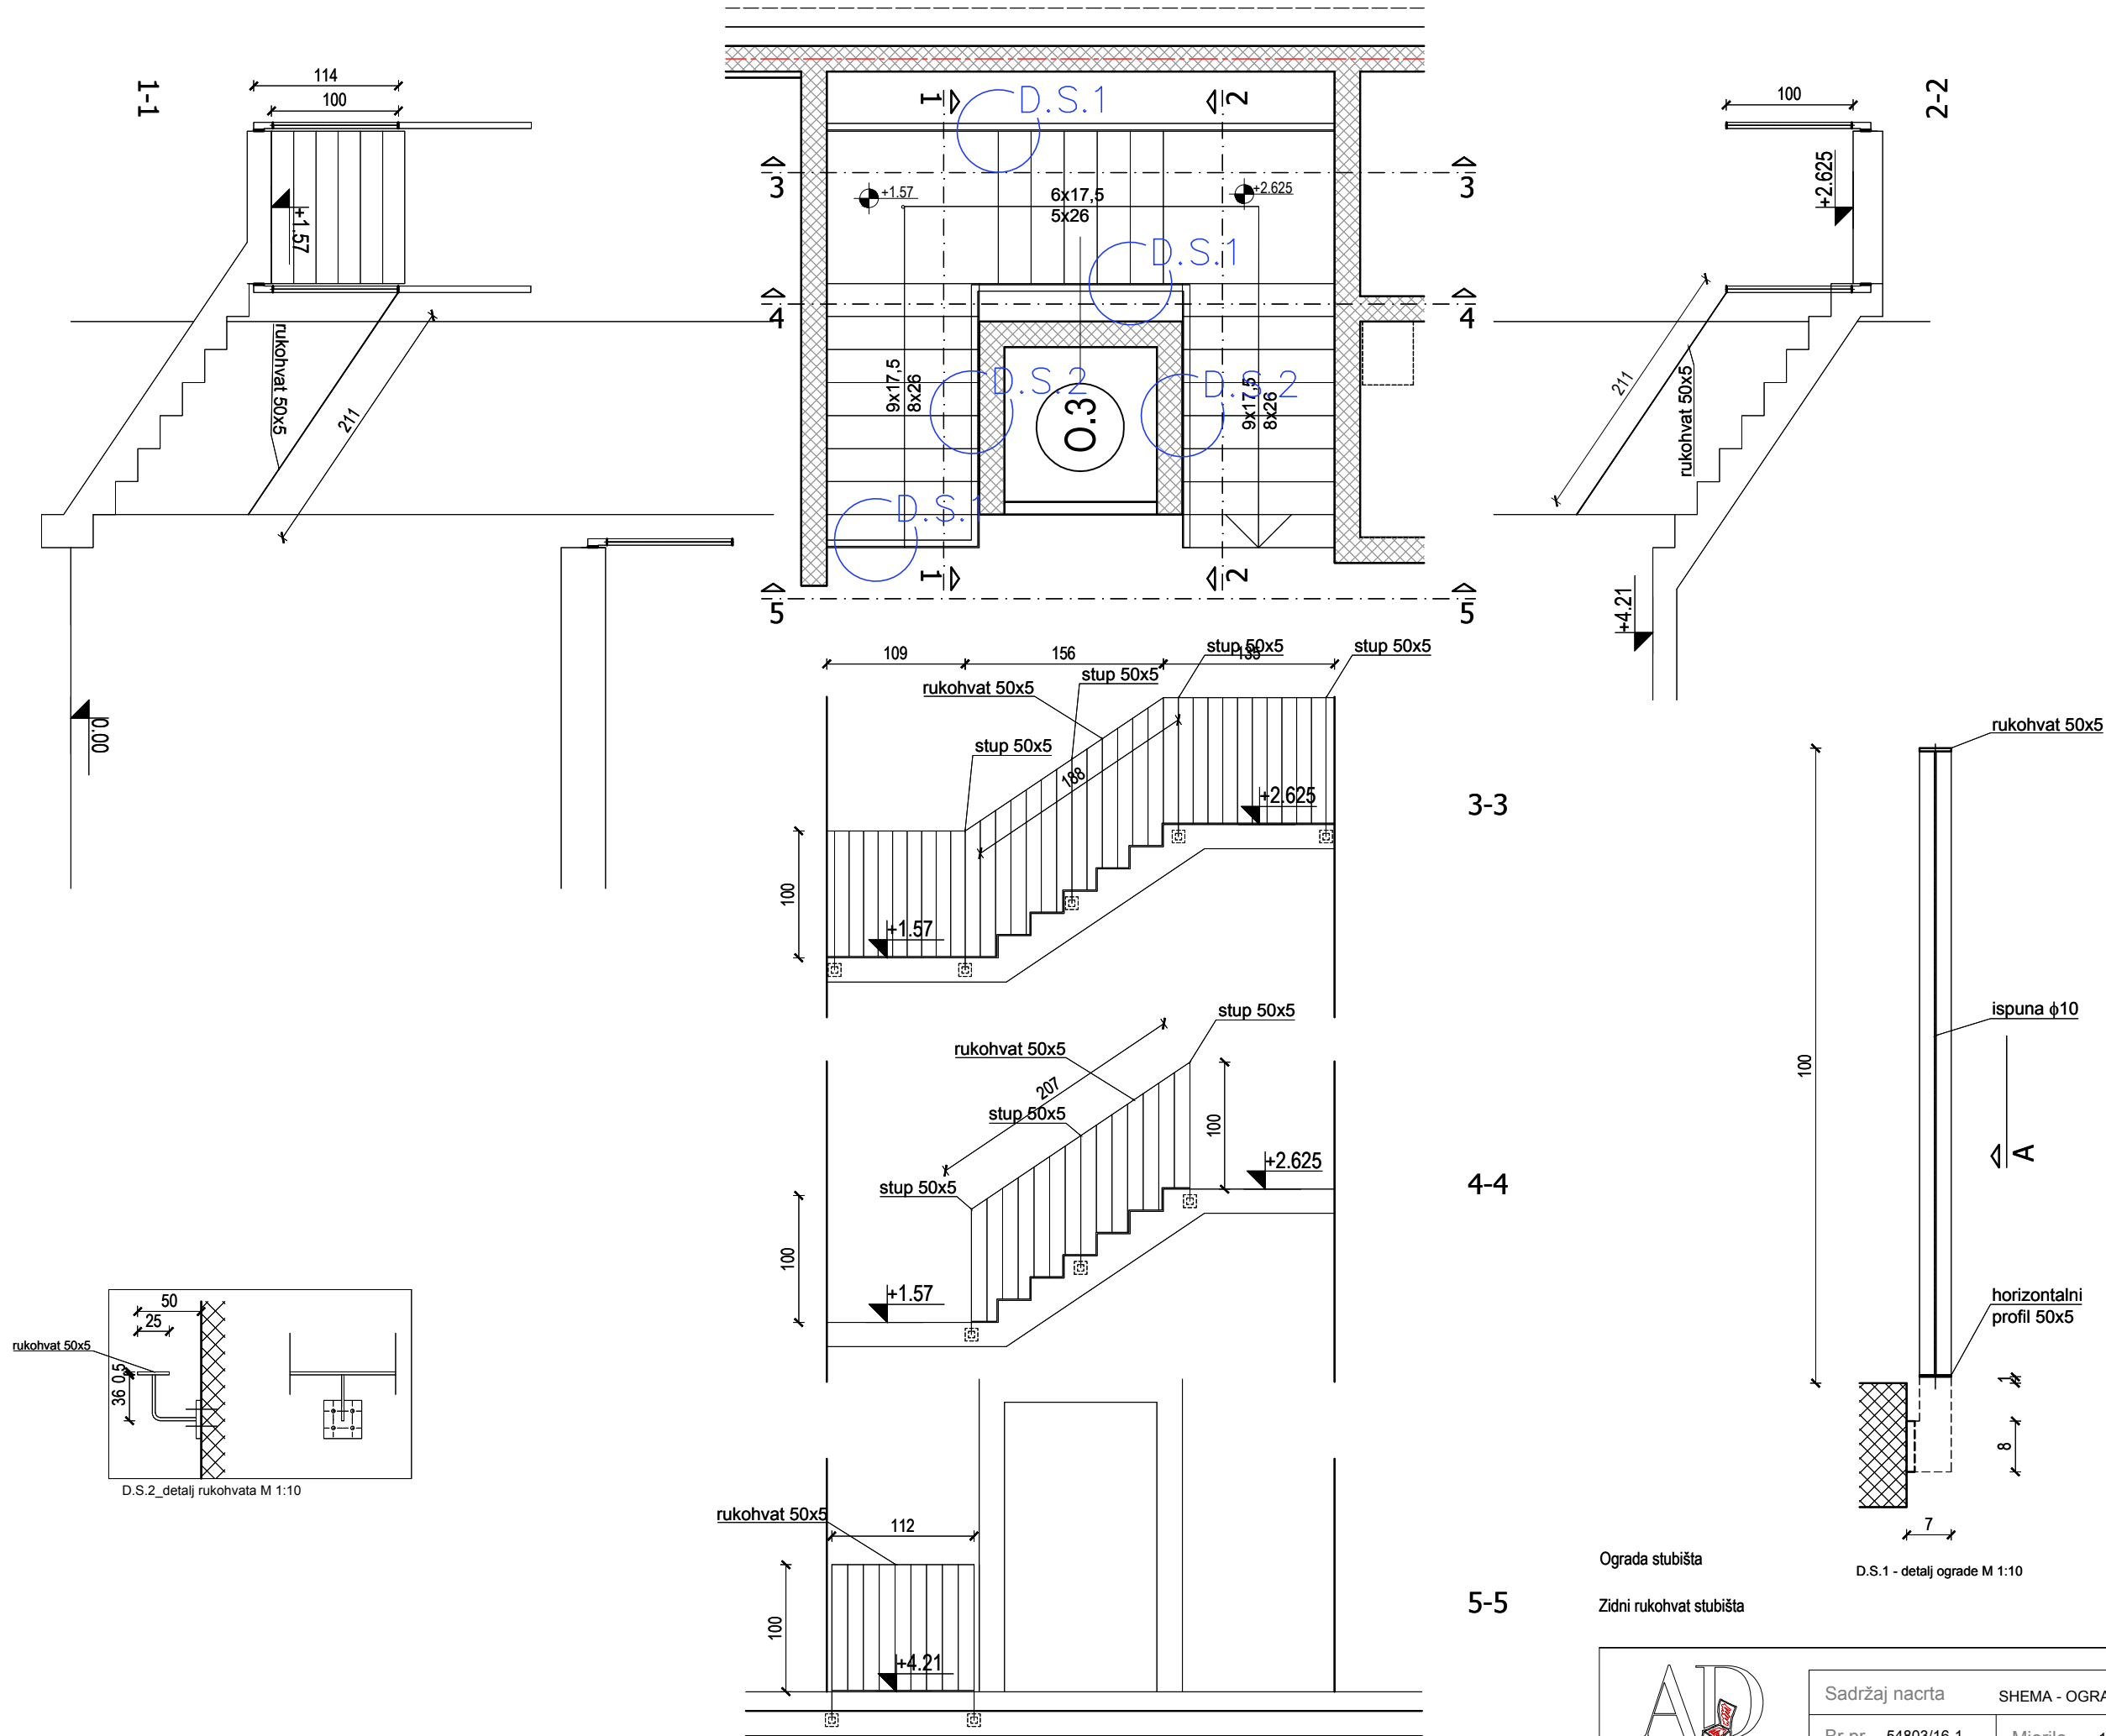 1-1
114
100
+1,57
rukohvat 50x5
211
0.00
1
1
2
2
3
3
4
4
5
5
D.S.1
+1.57
+2.625
6x17,5
5x26
D.S.1
9x17,5
8x26
D.S.2
D.S.2
9x17,5
8x26
O.3
D.S.1
2-2
100
+2.625
211
rukohvat 50x5
+4.21
109
156
135
stup 50x5
stup 50x5
stup 50x5
rukohvat 50x5
stup 50x5
188
+2.625
100
+1.57
3-3
stup 50x5
rukohvat 50x5
207
stup 50x5
100
stup 50x5
+2.625
100
+1.57
4-4
rukohvat 50x5
112
100
+4.21
5-5
50
25
rukohvat 50x5
0,5
36
D.S.2_detalj rukohvata M 1:10
rukohvat 50x5
100
ispuna ϕ10
A
horizontalni
profil 50x5
1
8
7
D.S.1 - detalj ograde M 1:10
Ograda stubišta
Zidni rukohvat stubišta
AD
Sadržaj nacrta
SHEMA - OGRA